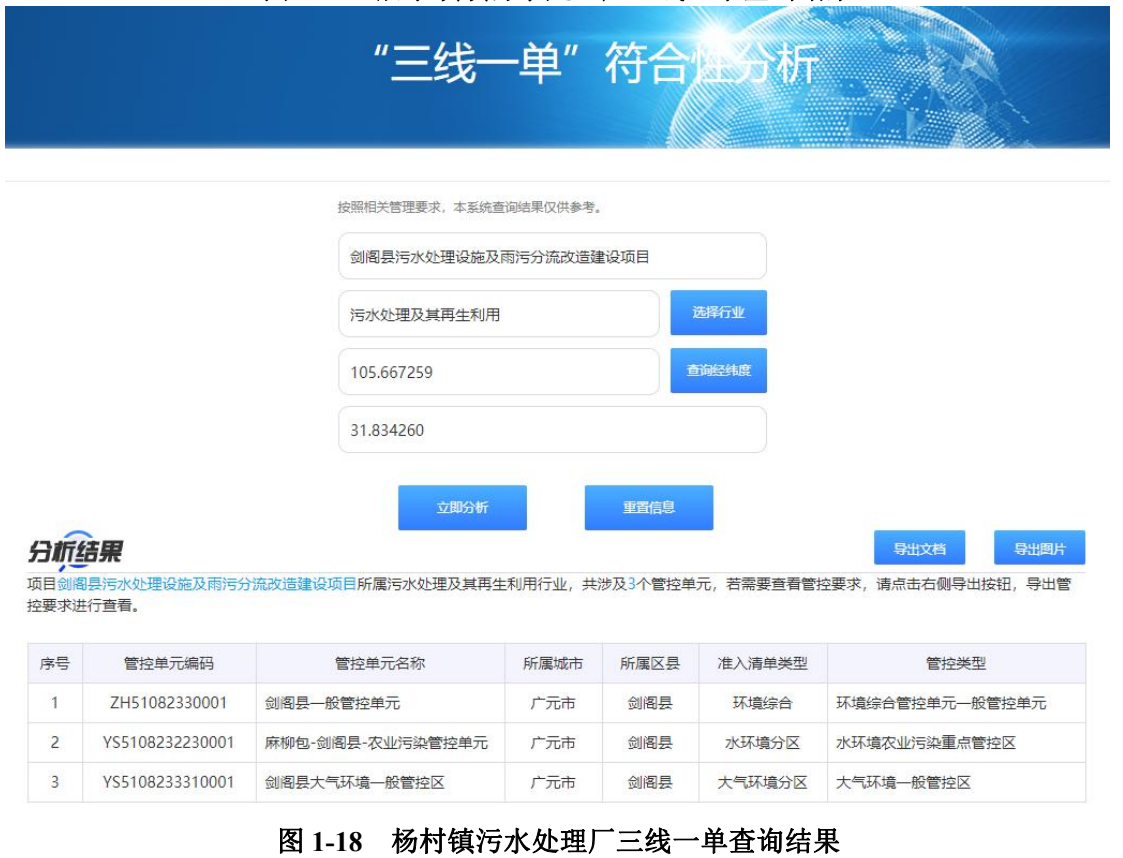 “三线一单”符合性分析
按照相关管理要求，本系统查询结果仅供参考。
剑阁县污水处理设施及雨污分流改造建设项目
污水处理及其再生利用 选择行业
105.667259 查询经纬度
31.834260
立即分析 重置信息
分析结果 导出文档 导出图片
项目剑阁县污水处理设施及雨污分流改造建设项目所属污水处理及其再生利用行业，共涉及3个管控单元，若需要查看管控要求，请点击右侧导出按钮，导出管
控要求进行查看。
序号 管控单元编码 管控单元名称 所属城市 所属区县 准入清单类型 管控类型
1 ZH51082330001 剑阁县一般管控单元 广元市 剑阁县 环境综合 环境综合管控单元一般管控单元
2 YS5108232230001 麻柳包-剑阁县-农业污染管控单元 广元市 剑阁县 水环境分区 水环境农业污染重点管控区
3 YS5108233310001 剑阁县大气环境一般管控区 广元市 剑阁县 大气环境分区 大气环境一般管控区
图 1-18 杨村镇污水处理厂三线一单查询结果